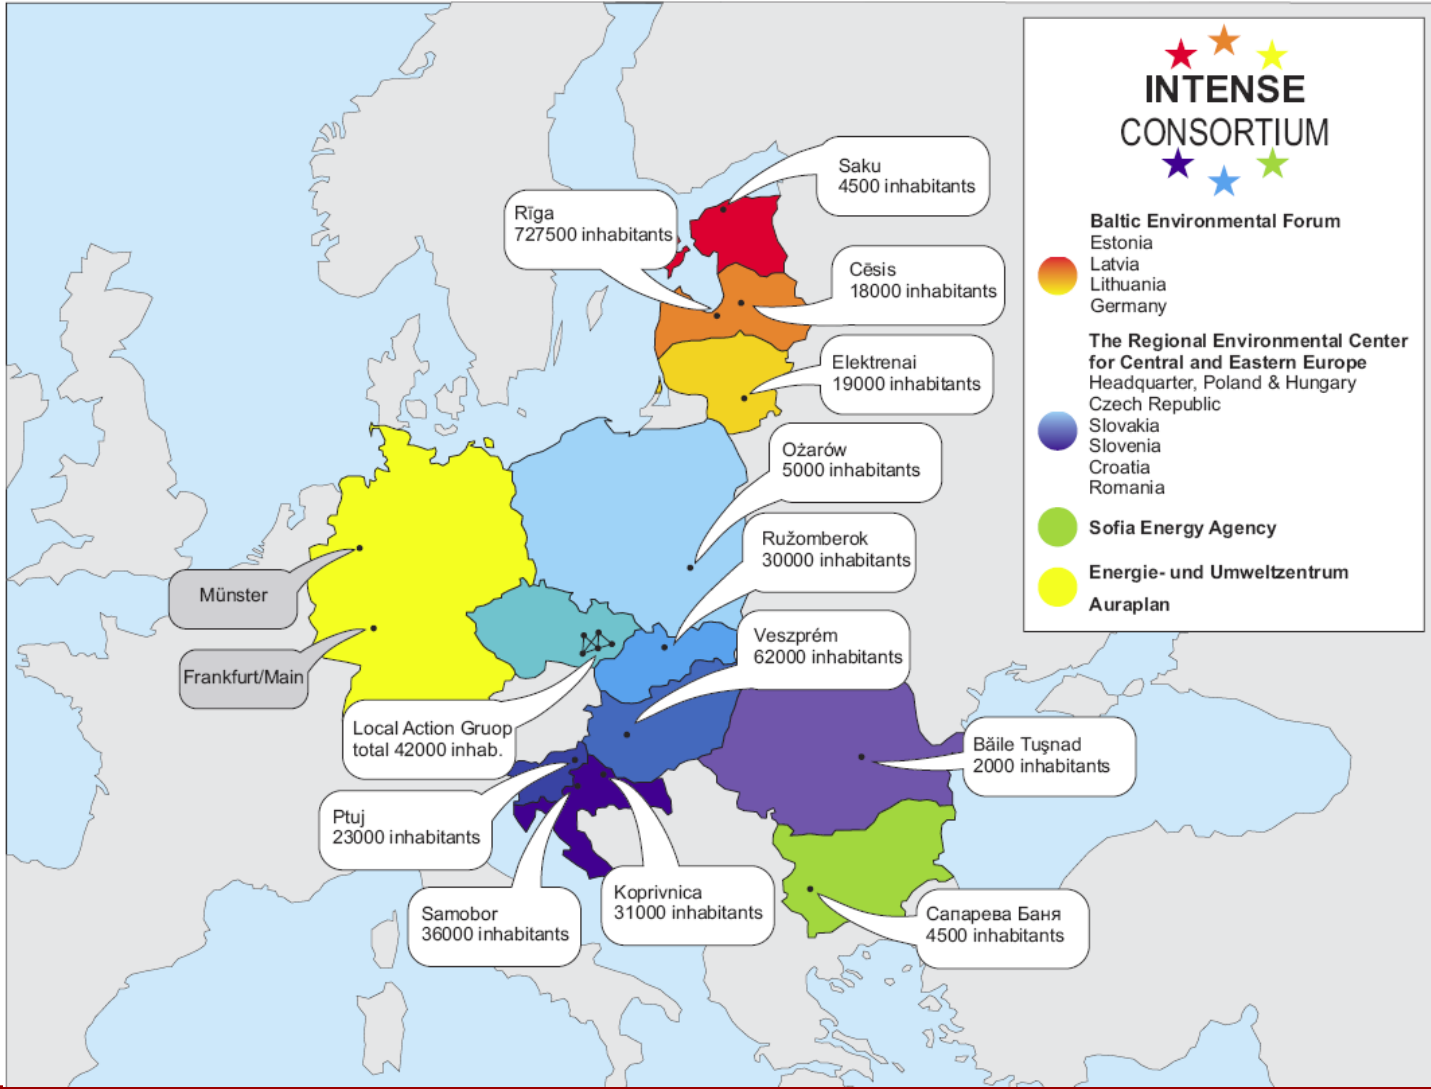 INTENSE
CONSORTIUM
Baltic Environmental Forum
Estonia
Latvia
Lithuania
Germany
The Regional Environmental Center
for Central and Eastern Europe
Headquarter, Poland & Hungary
Czech Republic
Slovakia
Slovenia
Croatia
Romania
Sofia Energy Agency
Energie- und Umweltzentrum
Auraplan
Saku
4500 inhabitants
Rīga
727500 inhabitants
Cēsis
18000 inhabitants
Elektrenai
19000 inhabitants
Ożarów
5000 inhabitants
Ružomberok
30000 inhabitants
Münster
Veszprém
62000 inhabitants
Frankfurt/Main
Local Action Gruop
total 42000 inhab.
Băile Tuşnad
2000 inhabitants
Ptuj
23000 inhabitants
Koprivnica
31000 inhabitants
Samobor
36000 inhabitants
Сапарева Баня
4500 inhabitants